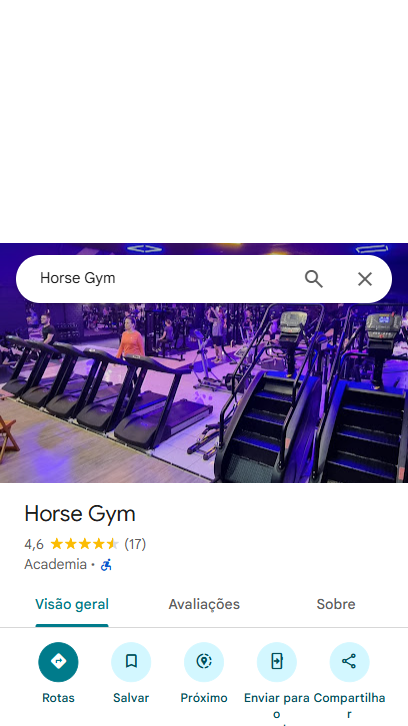 Horse Gym
Horse Gym
4,6 (17)
Academia ·
Visão geral Avaliações Sobre
Rotas Salvar Próximo Enviar para o Compartilhar